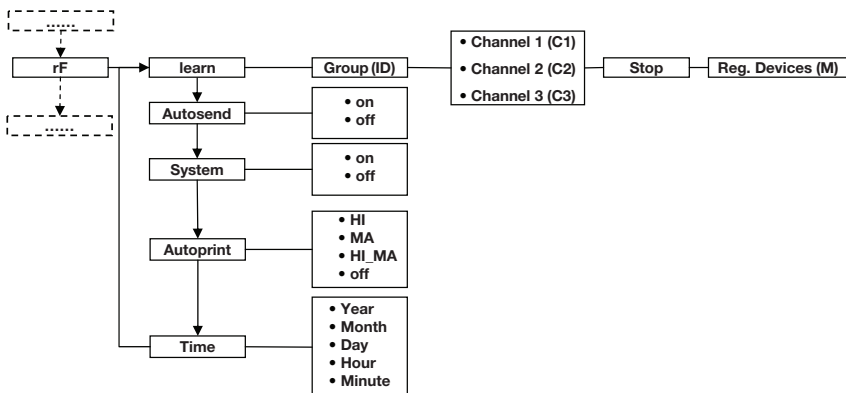 ......
rF
......
learn
Group (ID)
• Channel 1 (C1)
• Channel 2 (C2)
• Channel 3 (C3)
Stop
Reg. Devices (M)
Autosend
• on
• off
System
• on
• off
Autoprint
• HI
• MA
• HI_MA
• off
Time
• Year
• Month
• Day
• Hour
• Minute